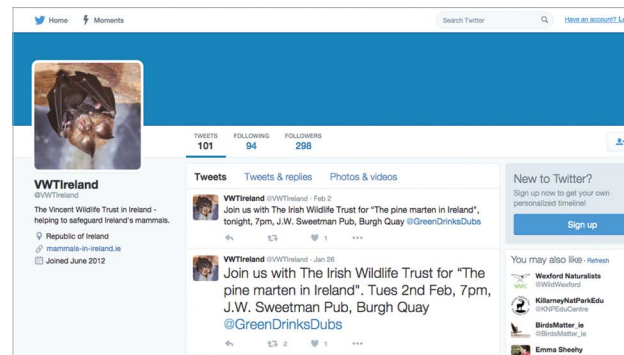 Home Moments
Search Twitter
Have an account?
TWEETS FOLLOWING FOLLOWERS
101 94 298
VWTIreland
@VWTIreland
The Vincent Wildlife Trust in Ireland -
helping to safeguard Ireland's mammals.
Republic of Ireland
mammals-in-ireland.ie
Joined June 2012
Tweets Tweets & replies Photos & videos
VWTIreland @VWTIreland · Feb 2
Join us with The Irish Wildlife Trust for "The pine marten in Ireland",
tonight, 7pm, J.W. Sweetman Pub, Burgh Quay @GreenDrinksDubs
1
VWTIreland @VWTIreland · Jan 26
Join us with The Irish Wildlife Trust for “The
pine marten in Ireland". Tues 2nd Feb, 7pm,
J.W. Sweetman Pub, Burgh Quay
@GreenDrinksDubs
2 1
New to Twitter?
Sign up now to get your own
personalized timeline!
Sign up
You may also like · Refresh
Wexford Naturalists
@WildWexford
KillarneyNatParkEdu
@KNPEduCentre
BirdsMatter_ie
@BirdsMatter_ie
Emma Sheehy